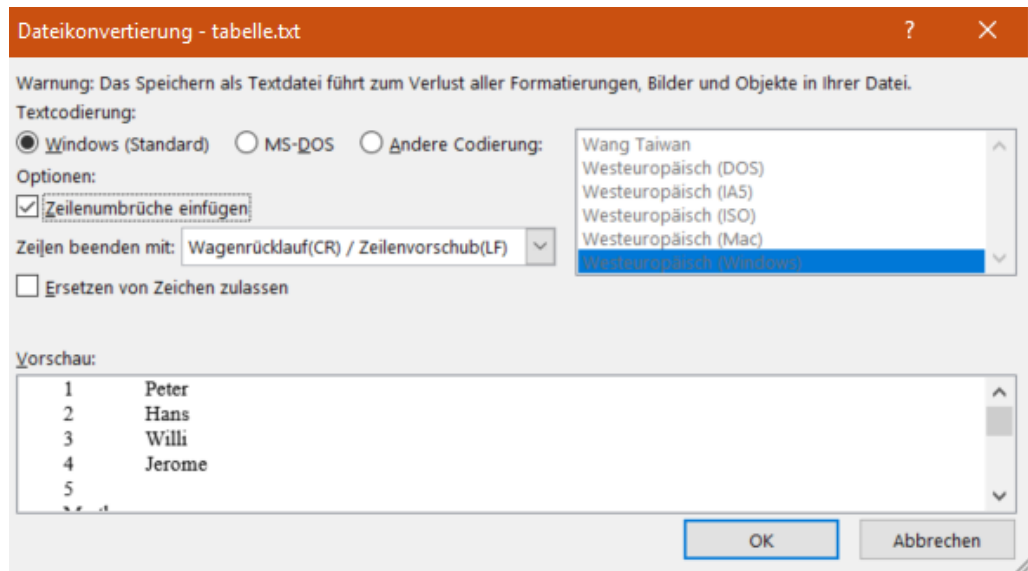 Dateikonvertierung - tabelle.txt
Warnung: Das Speichern als Textdatei führt zum Verlust aller Formatierungen, Bilder und Objekte in Ihrer Datei.
Textcodierung:
Windows (Standard) MS-DOS Andere Codierung:
Wang Taiwan
Westeuropäisch (DOS)
Westeuropäisch (IA5)
Westeuropäisch (ISO)
Westeuropäisch (Mac)
Westeuropäisch (Windows)
Optionen:
Zeilenumbrüche einfügen
Zeilen beenden mit: Wagenrücklauf(CR) / Zeilenvorschub(LF)
Ersetzen von Zeichen zulassen
Vorschau:
1 Peter
2 Hans
3 Willi
4 Jerome
5
OK Abbrechen